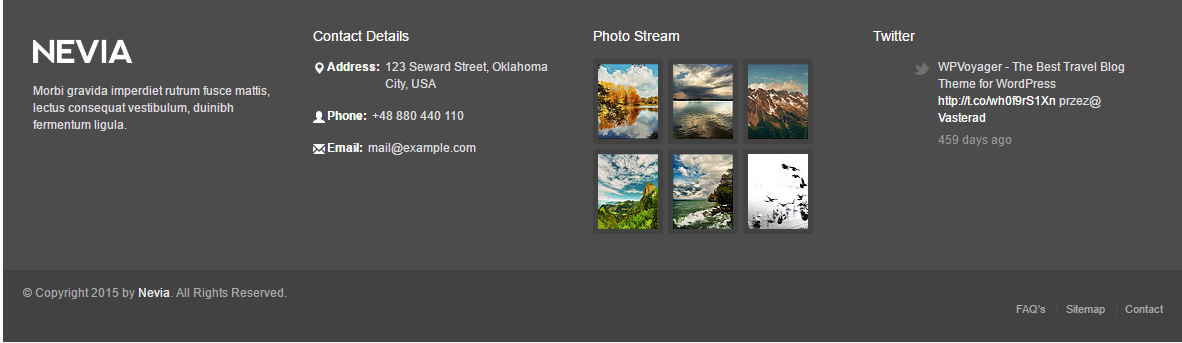 NEVIA
Morbi gravida imperdiet rutrum fusce mattis,
lectus consequat vestibulum, duinibh
fermentum ligula.
Contact Details
Address: 123 Seward Street, Oklahoma
City, USA
Phone: +48 880 440 110
Email: mail@example.com
Photo Stream
Twitter
WPVoyager - The Best Travel Blog
Theme for WordPress
http://t.co/wh0f9rS1Xn przez@
Vasterad
459 days ago
© Copyright 2015 by Nevia. All Rights Reserved.
FAQ's
Sitemap
Contact